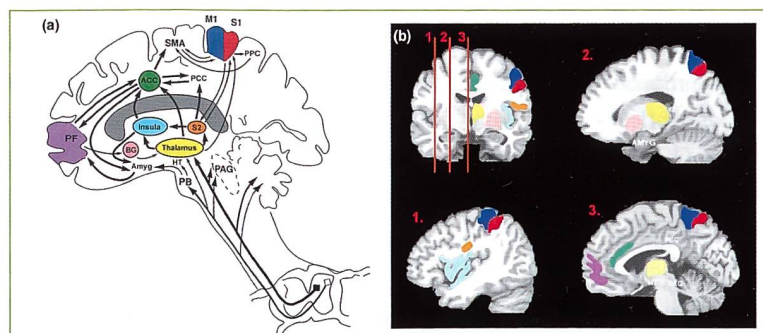 (a)
M1 S1
SMA
PPC
ACC
PCC
PF
Insula
S2
BG
Thalamus
Amyg
HT
PB
PAG
(b)
1 2 3
2.
AMYG
1.
3.